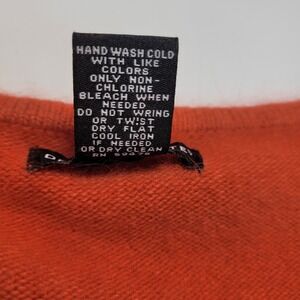 HAND WASH COLD
WITH LIKE
COLORS
ONLY NON-
CHLORINE
BLEACH WHEN
NEEDED
DO NOT WRING
OR TWIST
DRY FLAT
COOL IRON
IF NEEDED
OR DRY CLEAN
RN